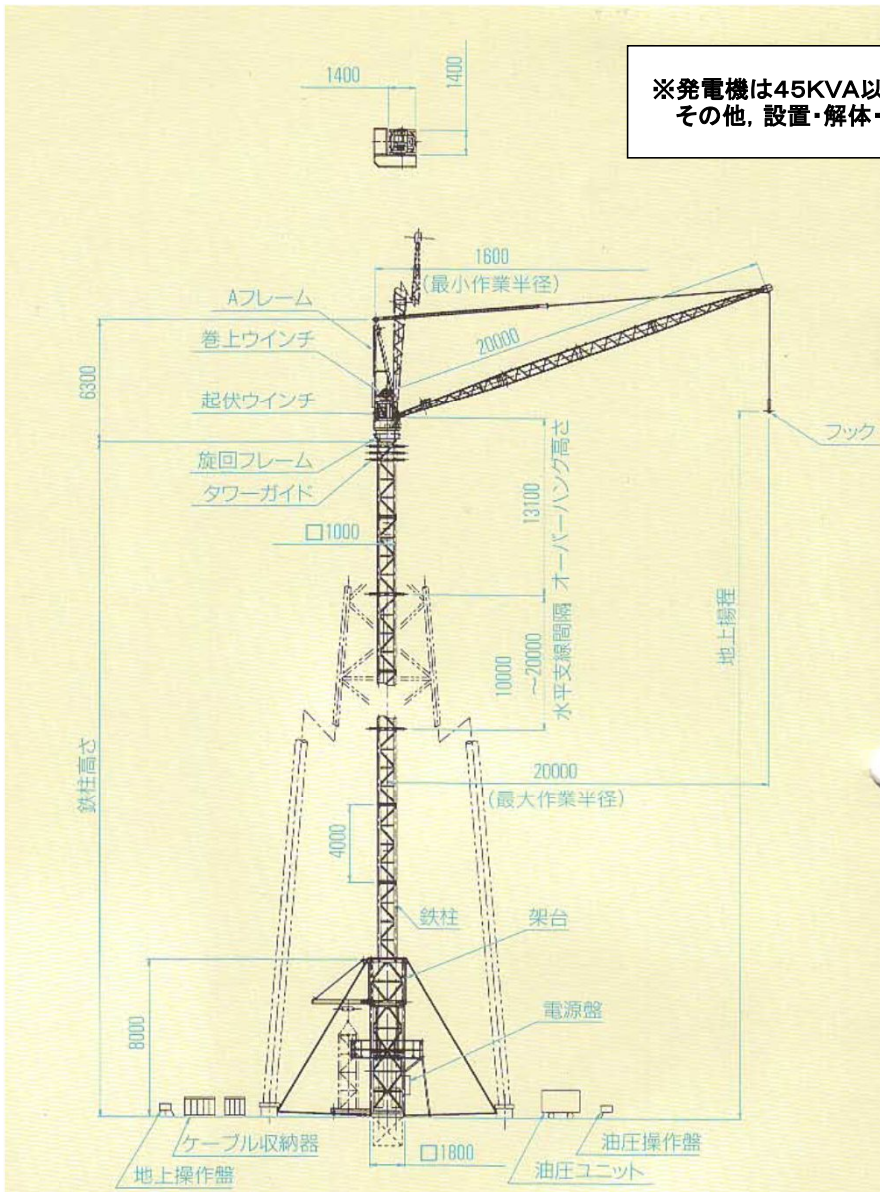 1400
1400
※発電機は45KVA以
その他，設置・解体・
1600
(最小作業半径)
Aフレーム
巻上ウインチ
20000
6300
起伏ウインチ
フック
旋回フレーム
タワーガイド
13100
オーバーハング高さ
□1000
地上揚程
10000
～20000
水平支線間隔
鉄柱高さ
20000
(最大作業半径)
4000
鉄柱
架台
電源盤
8000
ケーブル収納器
□1800
油圧操作盤
地上操作盤
油圧ユニット